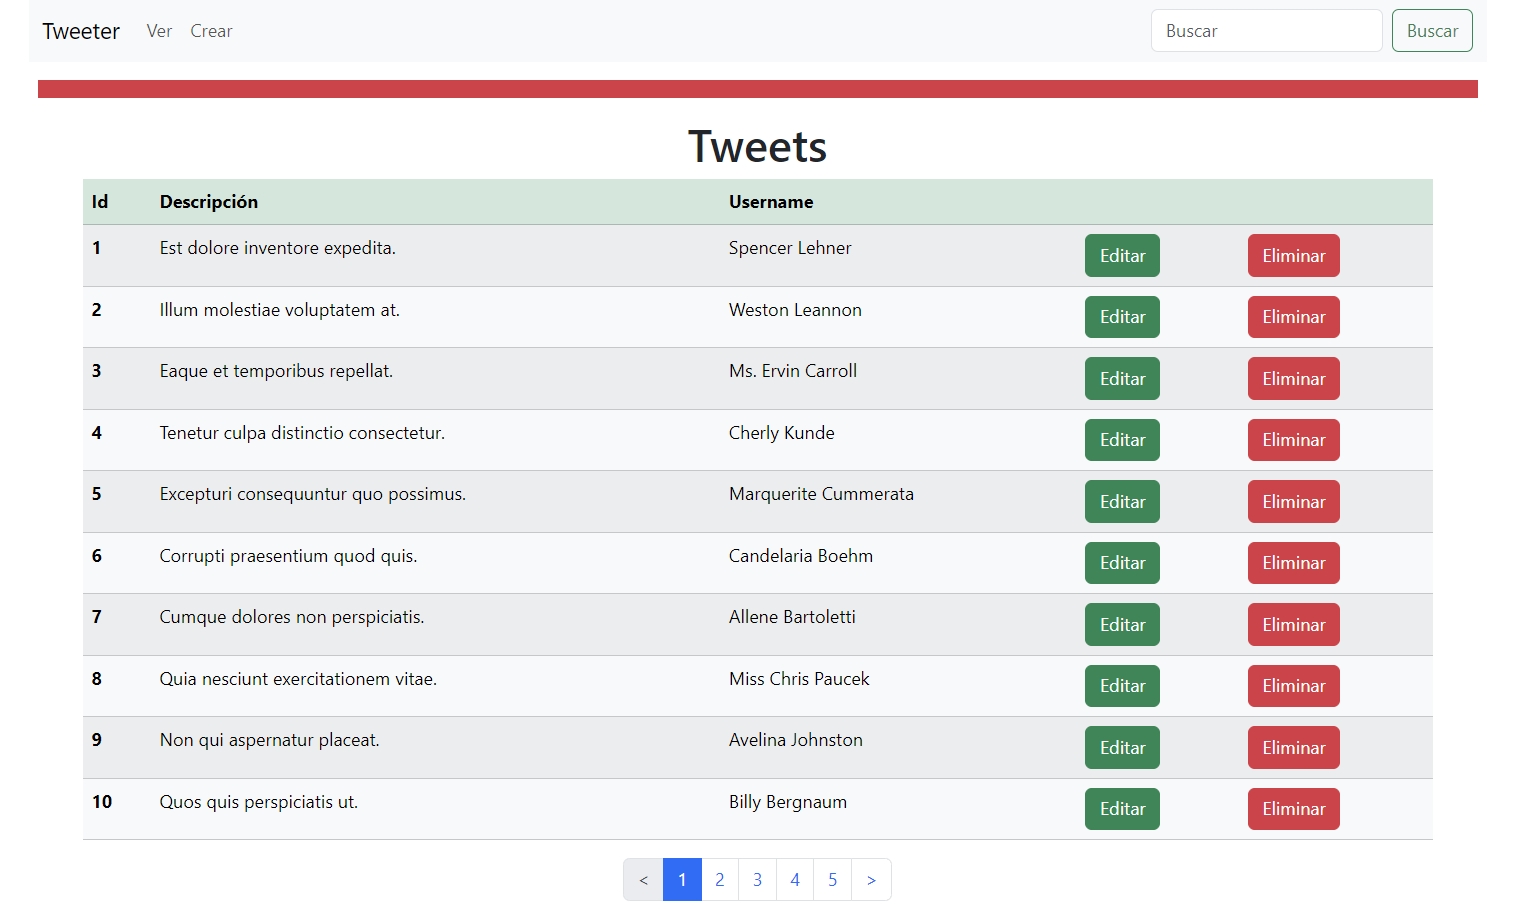 Tweeter Ver Crear Buscar Buscar
Tweets
Id Descripción Username
1 Est dolore inventore expedita. Spencer Lehner Editar Eliminar
2 Illum molestiae voluptatem at. Weston Leannon Editar Eliminar
3 Eaque et temporibus repellat. Ms. Ervin Carroll Editar Eliminar
4 Tenetur culpa distinctio consectetur. Cherly Kunde Editar Eliminar
5 Excepturi consequuntur quo possimus. Marquerite Cummerata Editar Eliminar
6 Corrupti praesentium quod quis. Candelaria Boehm Editar Eliminar
7 Cumque dolores non perspiciatis. Allene Bartoletti Editar Eliminar
8 Quia nesciunt exercitationem vitae. Miss Chris Paucek Editar Eliminar
9 Non qui aspernatur placeat. Avelina Johnston Editar Eliminar
10 Quos quis perspiciatis ut. Billy Bergnaum Editar Eliminar
< 1 2 3 4 5 >